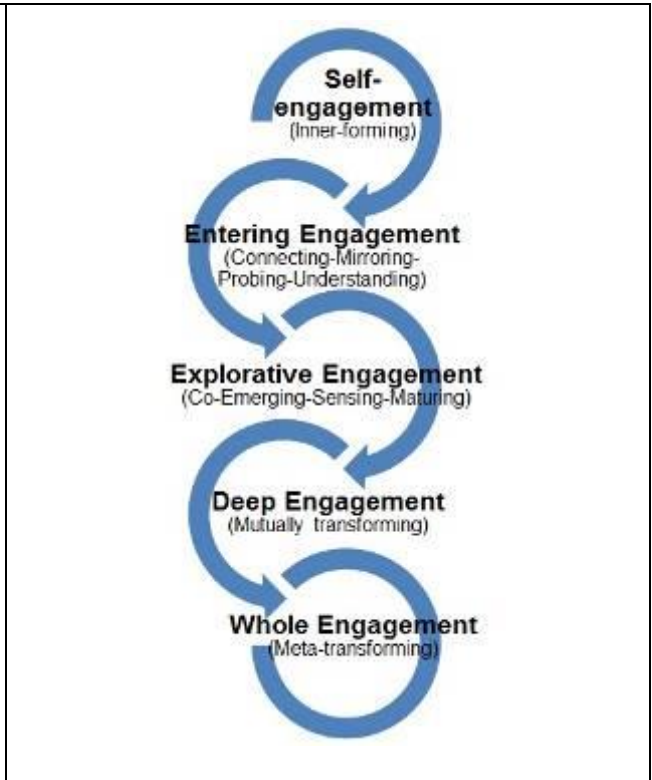 Self-
engagement
(Inner-forming)
Entering Engagement
(Connecting-Mirroring-
Probing-Understanding)
Explorative Engagement
(Co-Emerging-Sensing-Maturing)
Deep Engagement
(Mutually transforming)
Whole Engagement
(Meta-transforming)